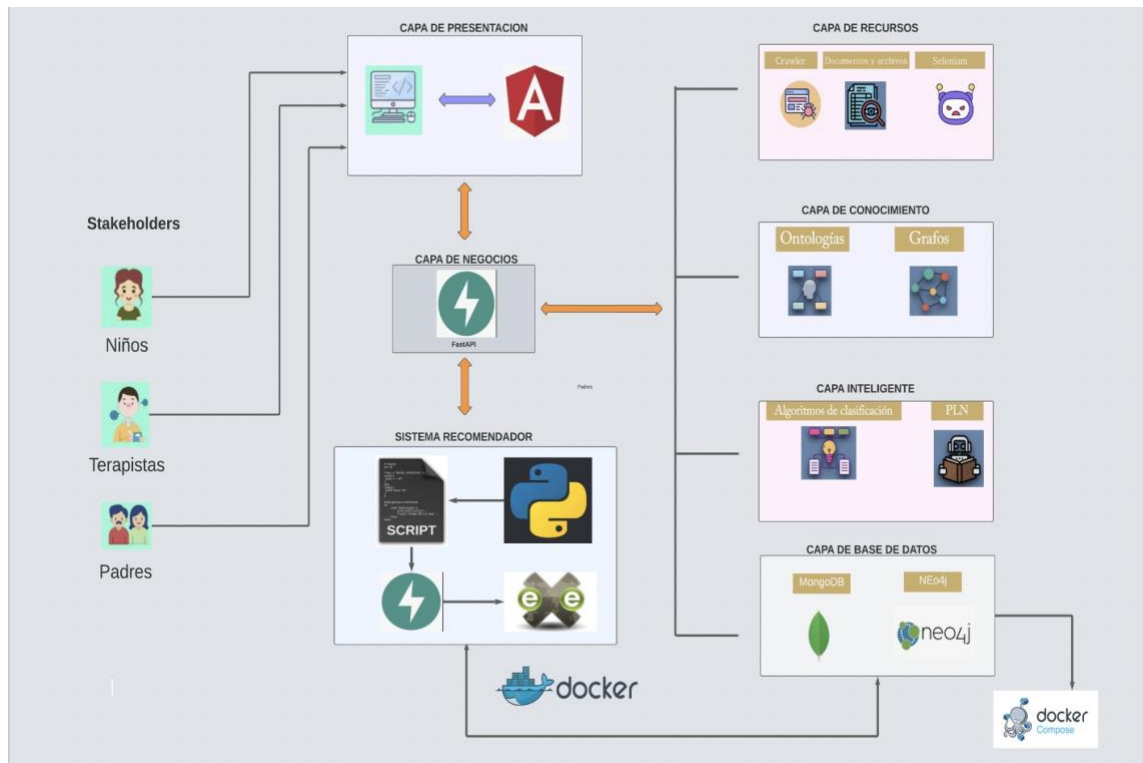 CAPA DE PRESENTACION
CAPA DE RECURSOS
Crawler
Documentos y archivos
Selenium
Stakeholders
Niños
Terapistas
Padres
CAPA DE NEGOCIOS
FastAPI
Padres
CAPA DE CONOCIMIENTO
Ontologías
Grafos
CAPA INTELIGENTE
Algoritmos de clasificación
PLN
SISTEMA RECOMENDADOR
SCRIPT
CAPA DE BASE DE DATOS
MongoDB
NEo4j
neo4j
docker
docker
Compose